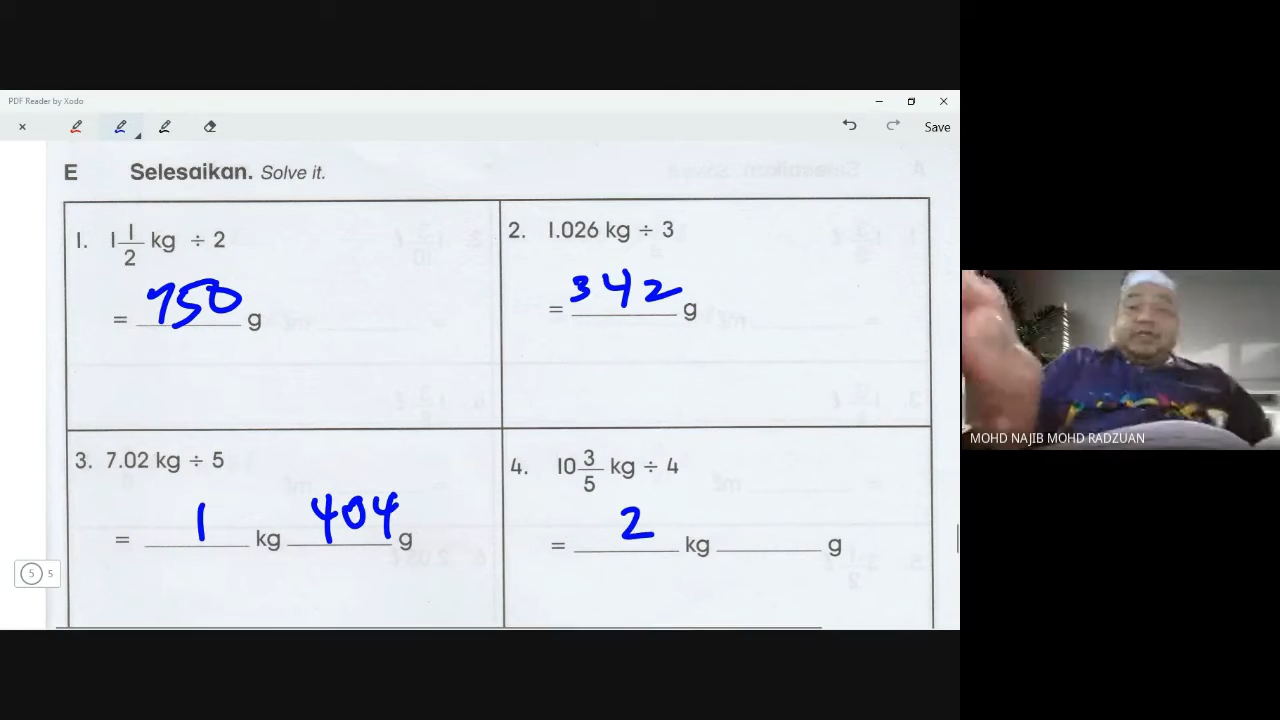 PDF Reader by Xodo
Save
E Selesaikan. Solve it.
1. 1 1/2 kg ÷ 2
= 750 g
2. 1.026 kg ÷ 3
= 342 g
3. 7.02 kg ÷ 5
= 1 kg 404 g
4. 10 3/5 kg ÷ 4
= 2 kg ______ g
5 5
MOHD NAJIB MOHD RADZUAN